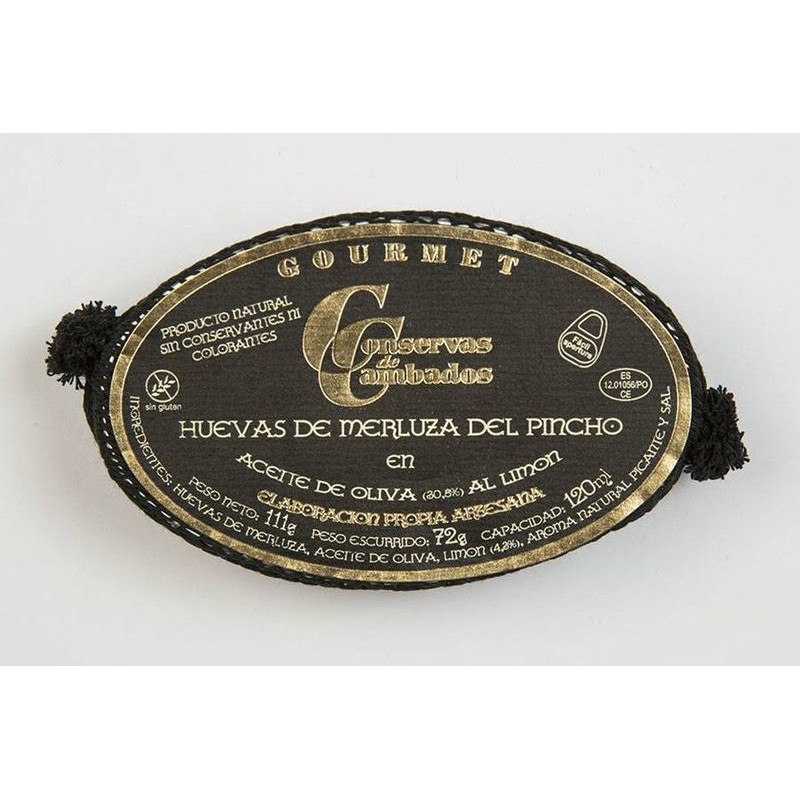 GOURMET
PRODUCTO NATURAL
SIN CONSERVANTES NI
COLORANTES
Conservas
de
Cambados
Fácil
apertura
sin gluten
ES
12.01056/PO
CE
HUEVAS DE MERLUZA DEL PINCHO
EN
ACEITE DE OLIVA (20,8%) AL LIMON
ELABORACION PROPIA ARTESANA
PESO NETO: 111g PESO ESCURRIDO: 72g CAPACIDAD: 120ml
INGREDIENTES: HUEVAS DE MERLUZA, ACEITE DE OLIVA, LIMON (4,2%), AROMA NATURAL PICANTE Y SAL.